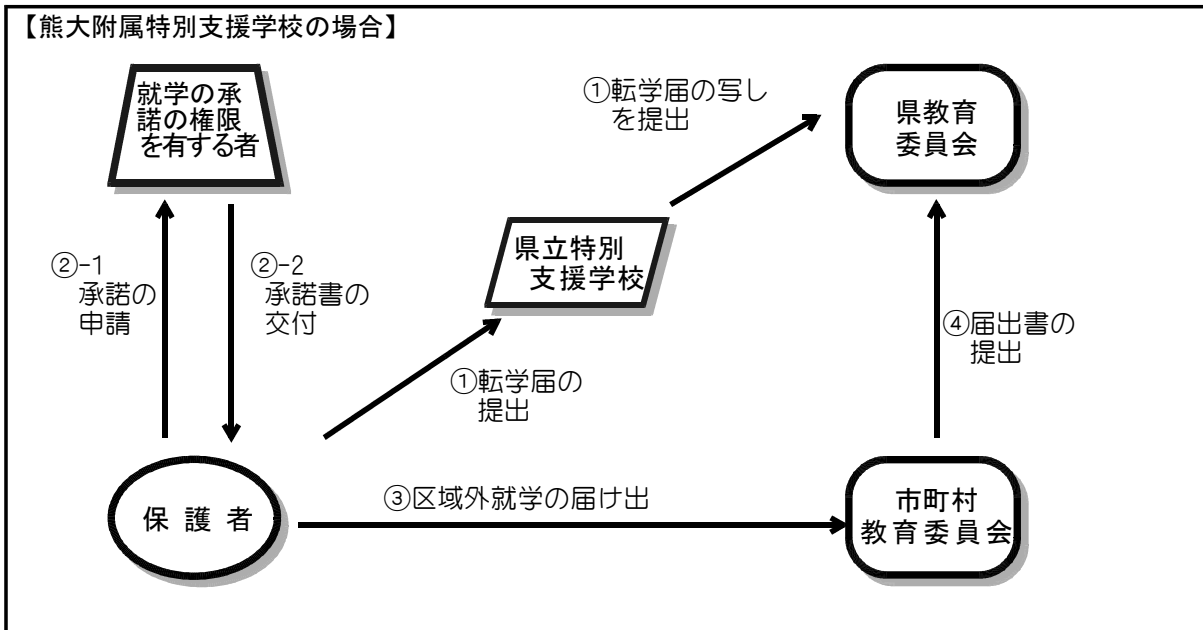 【熊大附属特別支援学校の場合】
就学の承
諾の権限
を有する者
①転学届の写し
を提出
県教育
委員会
県立特別
支援学校
②-1
承諾の
申請
②-2
承諾書の
交付
④届出書の
提出
①転学届の
提出
③区域外就学の届け出
保護者
市町村
教育委員会